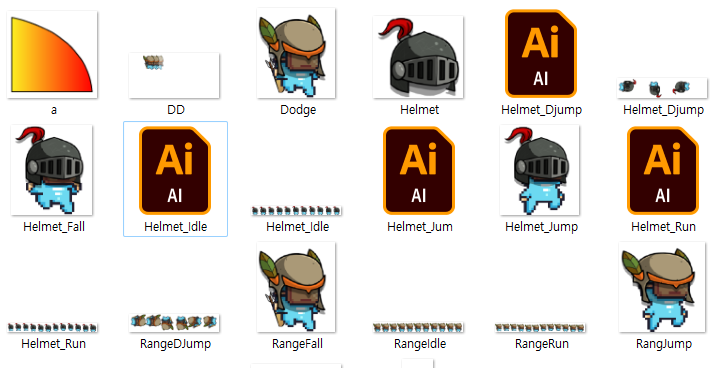 a
DD
Dodge
Helmet
Ai
AI
Helmet_Djump
Helmet_Djump
Helmet_Fall
Ai
AI
Helmet_Idle
Helmet_Idle
Ai
AI
Helmet_Jum
Helmet_Jump
Ai
AI
Helmet_Run
Helmet_Run
RangeDJump
RangeFall
RangeIdle
RangeRun
RangJump